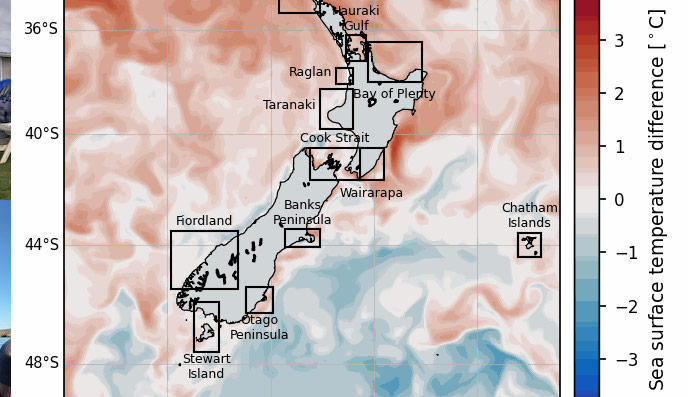 Hauraki
Gulf
36°S
Raglan
Bay of Plenty
Taranaki
40°S
Cook Strait
Wairarapa
Banks
Peninsula
Chatham
Islands
Fiordland
44°S
Otago
Peninsula
Stewart
Island
48°S
3
2
1
0
−1
−2
−3
Sea surface temperature difference [°C]